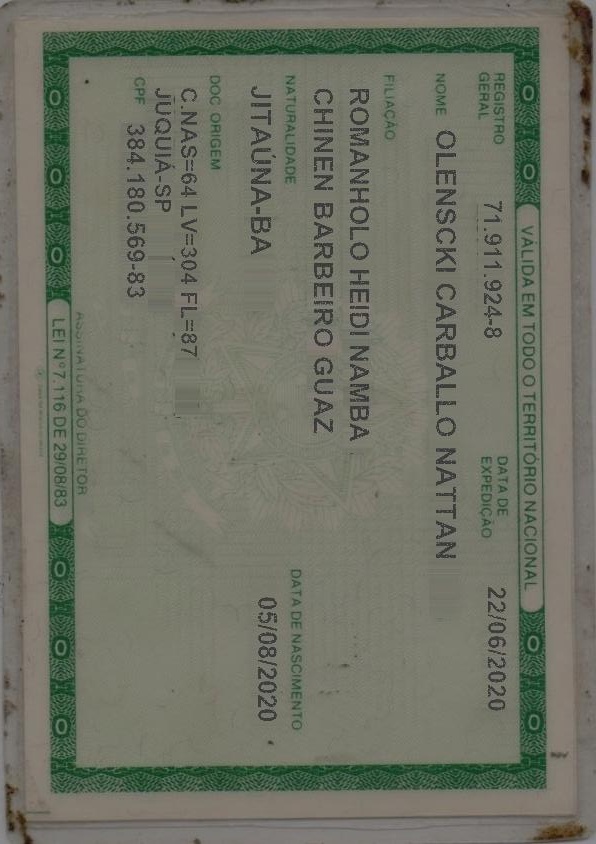 VÁLIDA EM TODO O TERRITÓRIO NACIONAL
REGISTRO GERAL 71.911.924-8 DATA DE EXPEDIÇÃO 22/06/2020
NOME OLENSCKI CARBALLO NATTAN
FILIAÇÃO
ROMANHOLO HEIDI NAMBA
CHINEN BARBEIRO GUAZ
NATURALIDADE DATA DE NASCIMENTO
JITAÚNA-BA 05/08/2020
DOC ORIGEM
C.NAS=64 LV=304 FL=87
JUQUIÁ-SP
CPF 384.180.569-83
ASSINATURA DO DIRETOR
LEI Nº 7.116 DE 29/08/83